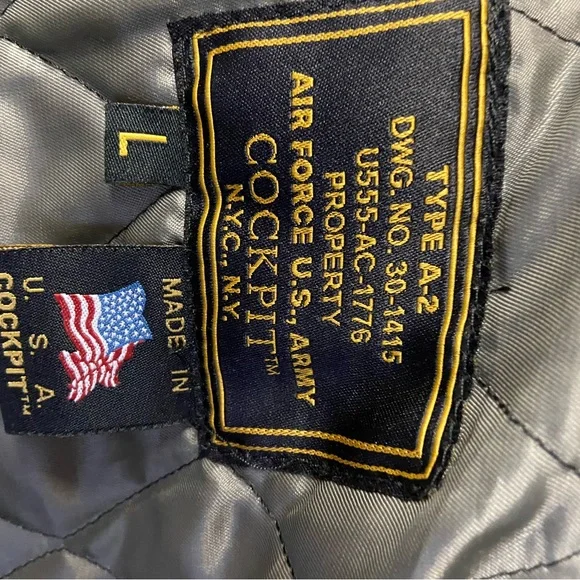 TYPE A-2
DWG. NO. 30-1415
U555-AC-1776
PROPERTY
AIR FORCE U.S., ARMY
COCKPIT™
N.Y.C., N.Y.
L
MADE IN
U. S. A.
COCKPIT™